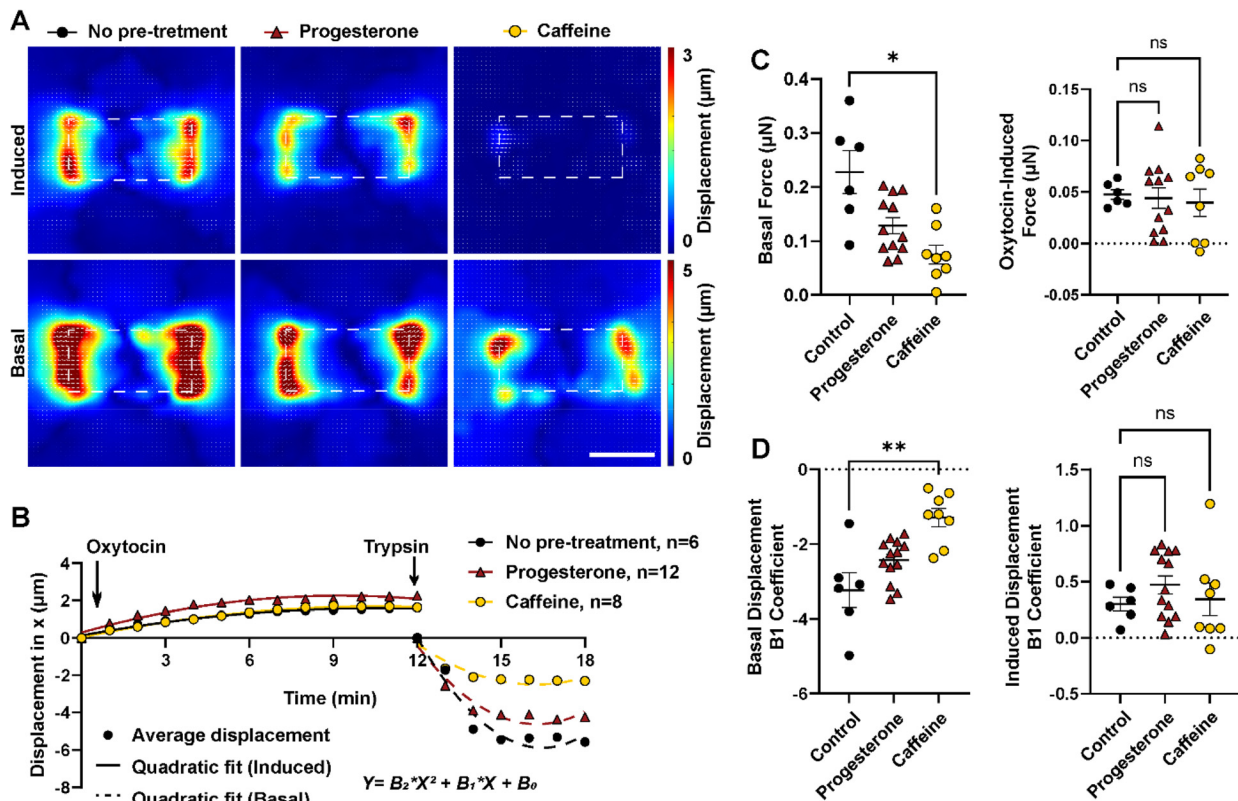 A
No pre-tretment
Progesterone
Caffeine
Induced
Basal
3
Displacement (µm)
0
5
Displacement (µm)
0
B
Oxytocin
Trypsin
No pre-treatment, n=6
Progesterone, n=12
Caffeine, n=8
Displacement in x (µm)
4
2
0
-2
-4
-6
-8
3
6
9
12
15
18
Time (min)
Average displacement
Quadratic fit (Induced)
Quadratic fit (Basal)
Y= B₂*X² + B₁*X + B₀
C
*
Basal Force (µN)
0.4
0.3
0.2
0.1
0.0
Control
Progesterone
Caffeine
ns
ns
Oxytocin-Induced
Force (µN)
0.15
0.10
0.05
0.00
-0.05
Control
Progesterone
Caffeine
D
**
Basal Displacement
B1 Coefficient
0
-2
-4
-6
Control
Progesterone
Caffeine
ns
ns
Induced Displacement
B1 Coefficient
1.5
1.0
0.5
0.0
-0.5
Control
Progesterone
Caffeine